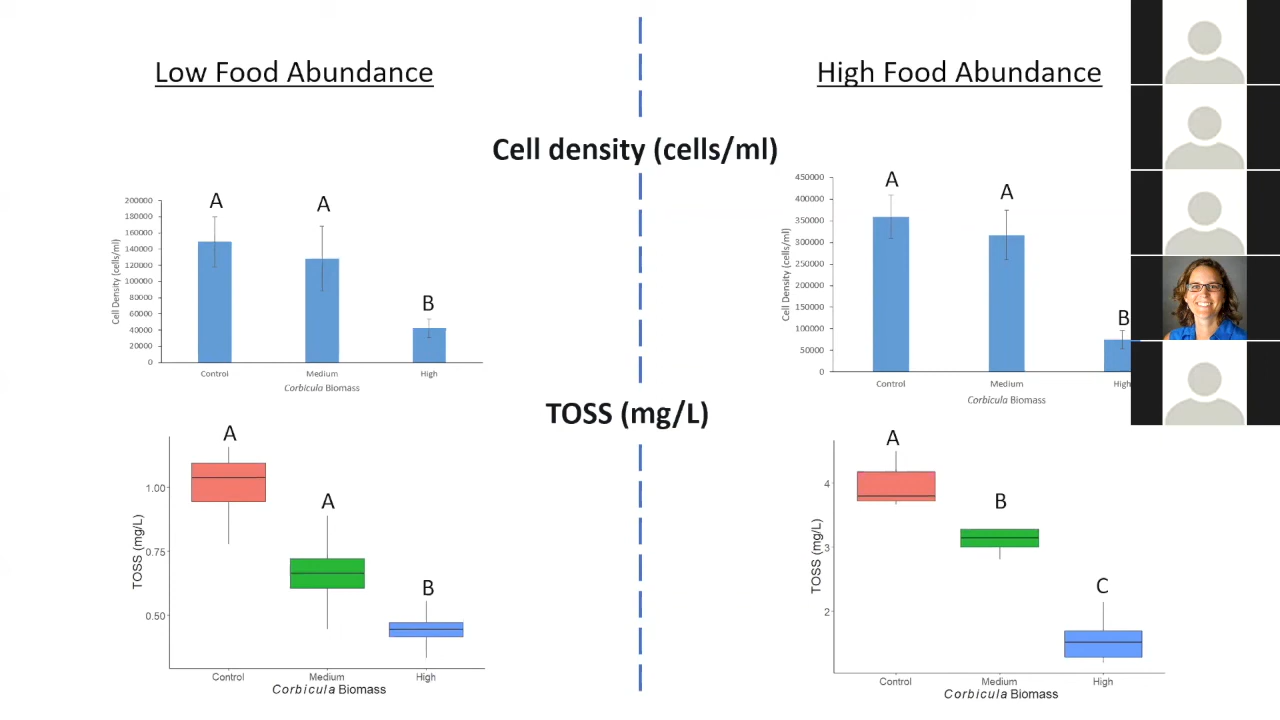 Low Food Abundance
High Food Abundance
Cell density (cells/ml)
200000
180000
160000
140000
120000
100000
80000
60000
40000
20000
0
Cell Density (cells/ml)
A
A
B
Control
Medium
High
Corbicula Biomass
450000
400000
350000
300000
250000
200000
150000
100000
50000
0
Cell Density (cells/ml)
A
A
B
Control
Medium
High
Corbicula Biomass
TOSS (mg/L)
1.00
0.75
0.50
TOSS (mg/L)
A
A
B
Control
Medium
High
Corbicula Biomass
4
3
2
TOSS (mg/L)
A
B
C
Control
Medium
High
Corbicula Biomass